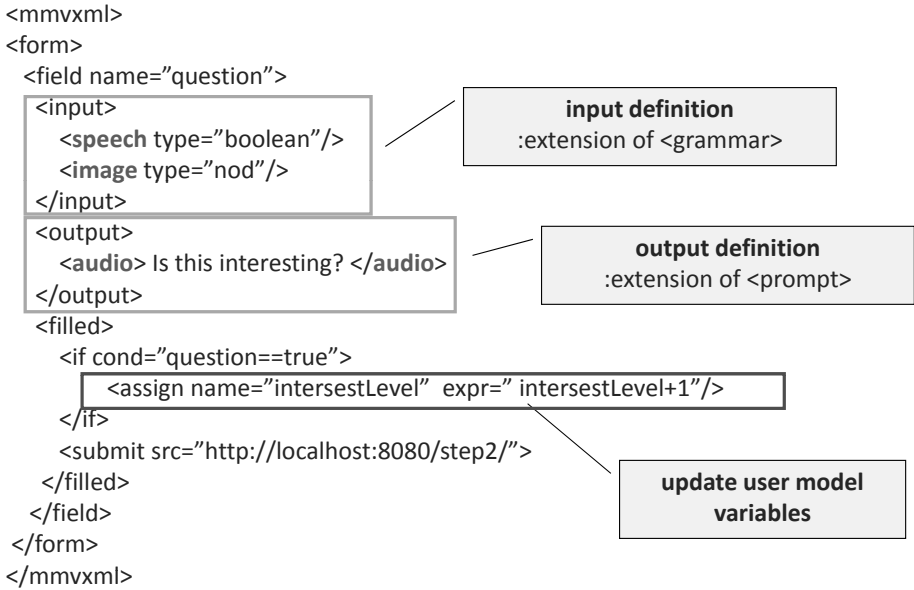 <mmvxml>
<form>
<field name=”question”>
<input>
<speech type=”boolean”/>
<image type=”nod”/>
</input>
<output>
<audio> Is this interesting? </audio>
</output>
<filled>
<if cond=”question==true”>
<assign name=”intersestLevel”  expr=” intersestLevel+1”/>
</if>
<submit src=”http://localhost:8080/step2/”>
</filled>
</field>
</form>
</mmvxml>
input definition
:extension of <grammar>
output definition
:extension of <prompt>
update user model
variables